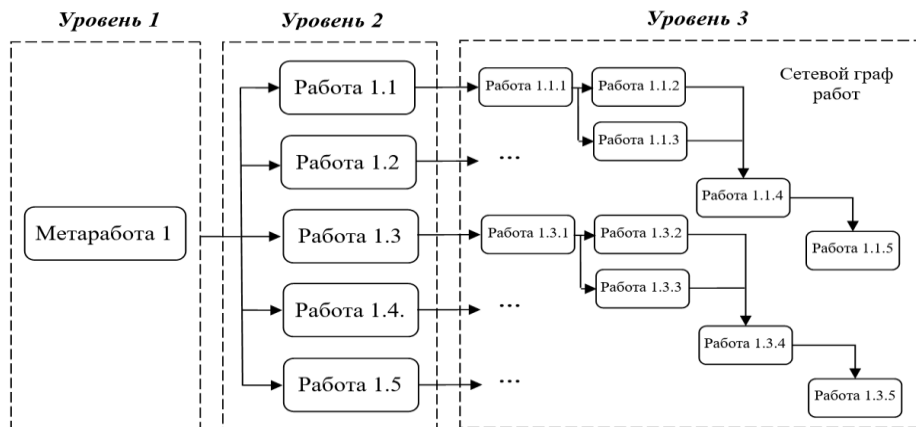 Уровень 1
Уровень 2
Уровень 3
Метаработа 1
Работа 1.1
Работа 1.2
Работа 1.3
Работа 1.4.
Работа 1.5
Работа 1.1.1
Работа 1.1.2
Сетевой граф
работ
Работа 1.1.3
...
Работа 1.1.4
Работа 1.1.5
Работа 1.3.1
Работа 1.3.2
Работа 1.3.3
...
Работа 1.3.4
...
Работа 1.3.5